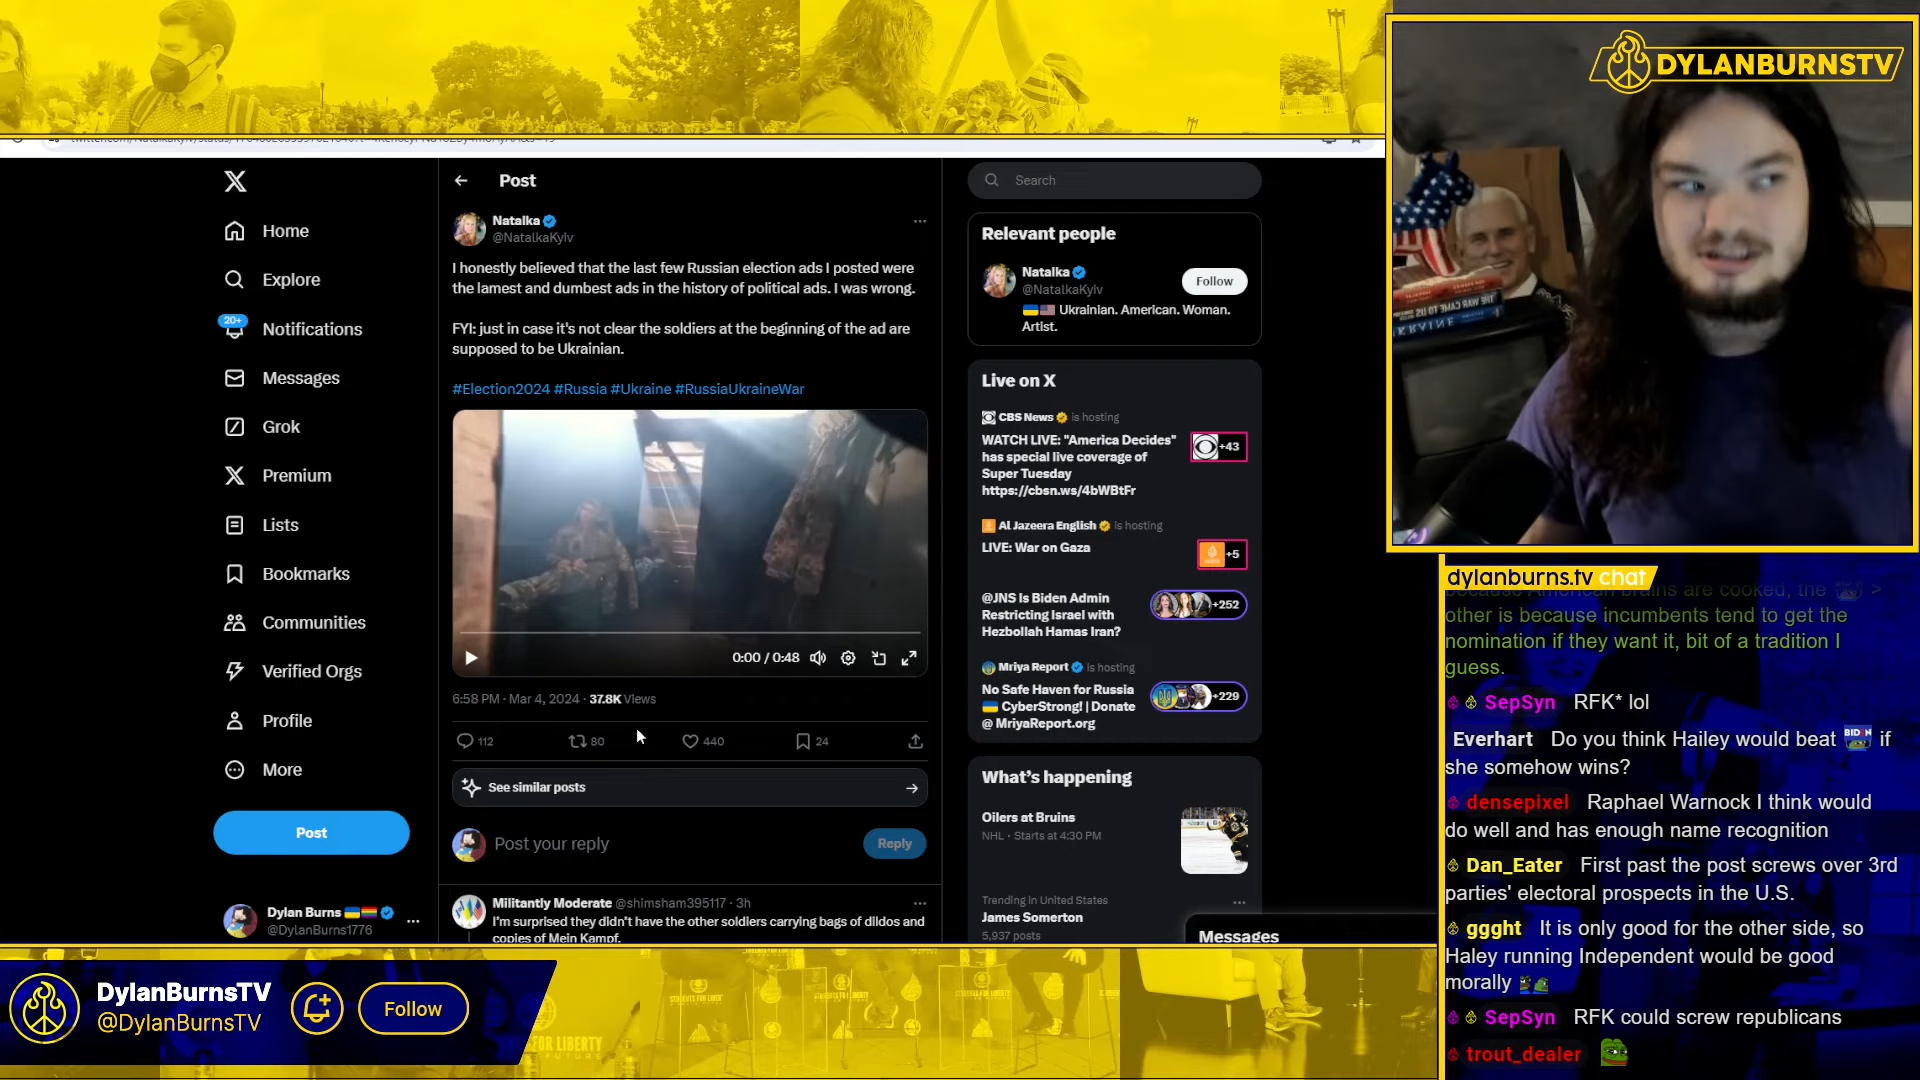 DYLANBURNSTV
Post
Search
Home
Explore
20+
Notifications
Messages
Grok
Premium
Lists
Bookmarks
Communities
Verified Orgs
Profile
More
Post
Dylan Burns
@DylanBurns1776
Natalka
@NatalkaKyiv
I honestly believed that the last few Russian election ads I posted were
the lamest and dumbest ads in the history of political ads. I was wrong.
FYI: just in case it's not clear the soldiers at the beginning of the ad are
supposed to be Ukrainian.
#Election2024 #Russia #Ukraine #RussiaUkraineWar
0:00 / 0:48
6:58 PM · Mar 4, 2024 · 37.8K Views
112
80
440
24
See similar posts
Post your reply
Reply
Militantly Moderate @shimsham395117 · 3h
I'm surprised they didn't have the other soldiers carrying bags of dildos and
copies of Mein Kampf.
Relevant people
Natalka
@NatalkaKyiv
Follow
Ukrainian. American. Woman.
Artist.
Live on X
CBS News is hosting
WATCH LIVE: "America Decides"
has special live coverage of
Super Tuesday
https://cbsn.ws/4bWBtFr
+43
Al Jazeera English is hosting
LIVE: War on Gaza
+5
@JNS Is Biden Admin
Restricting Israel with
Hezbollah Hamas Iran?
+252
Mriya Report is hosting
No Safe Haven for Russia
CyberStrong! | Donate
@ MriyaReport.org
+229
What's happening
Oilers at Bruins
NHL · Starts at 4:30 PM
Trending in United States
James Somerton
5,937 posts
Messages
dylanburns.tv chat
because American brains are cooked, the >
other is because incumbents tend to get the
nomination if they want it, bit of a tradition I
guess.
SepSyn RFK* lol
Everhart Do you think Hailey would beat BIDEN if
she somehow wins?
densepixel Raphael Warnock I think would
do well and has enough name recognition
Dan_Eater First past the post screws over 3rd
parties' electoral prospects in the U.S.
ggght It is only good for the other side, so
Haley running Independent would be good
morally
SepSyn RFK could screw republicans
trout_dealer
DylanBurnsTV
@DylanBurnsTV
Follow